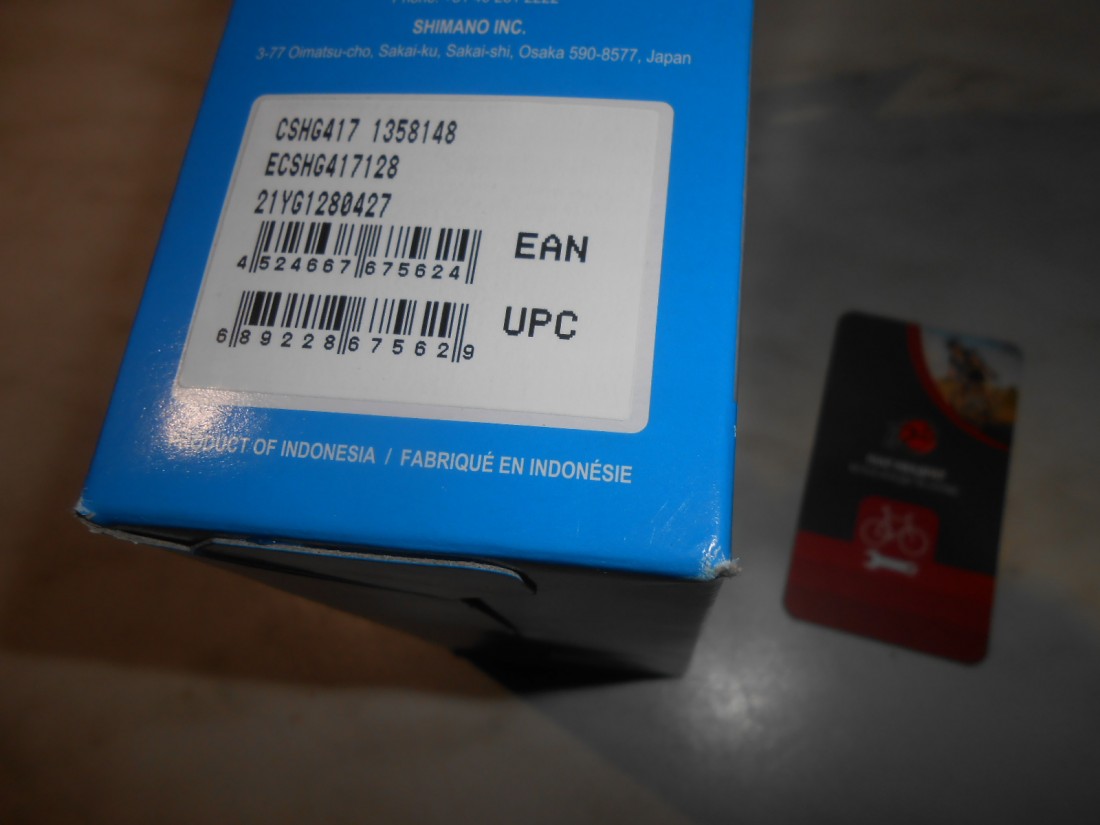 SHIMANO INC.
3-77 Oimatsu-cho, Sakai-ku, Sakai-shi, Osaka 590-8577, Japan
CSHG417 1358148
ECSHG417128
21YG1280427
4 524667 675624
EAN
6 89228 67562 9
UPC
PRODUCT OF INDONESIA / FABRIQUÉ EN INDONÉSIE